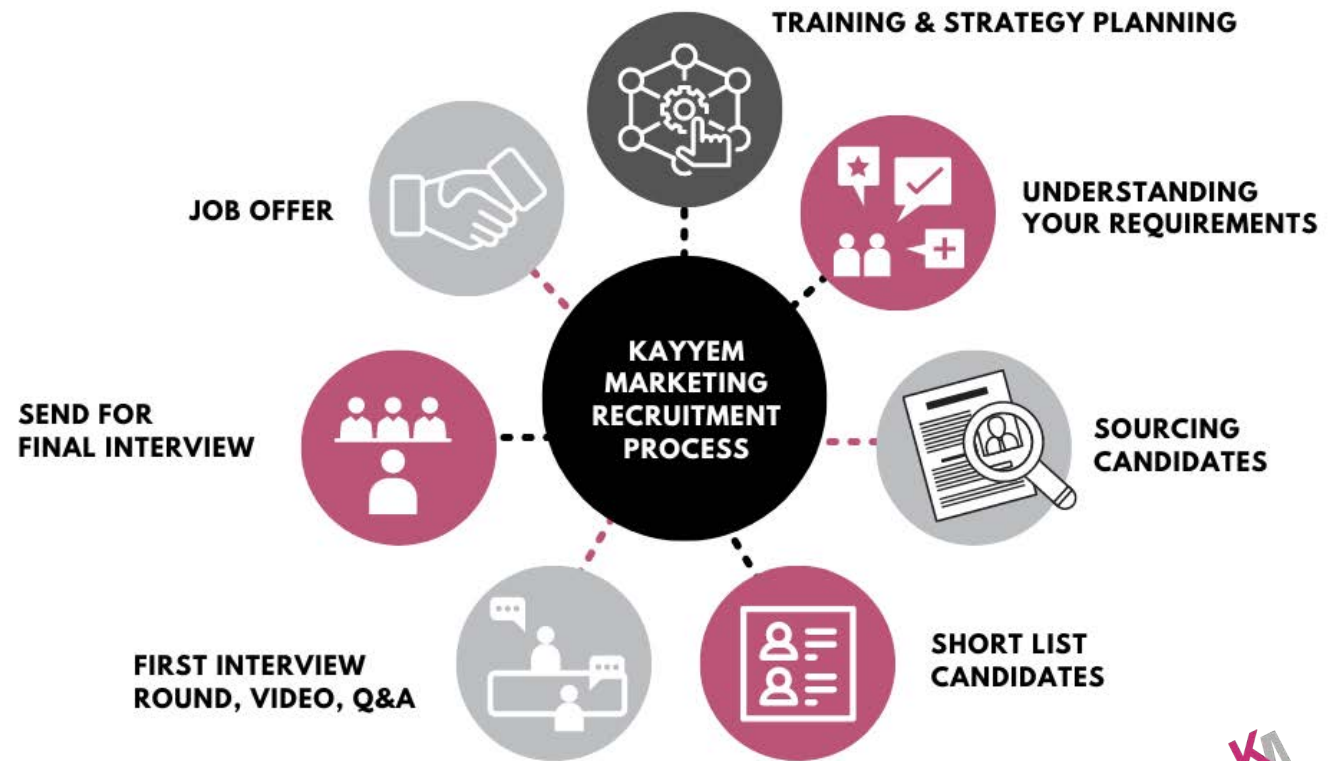 TRAINING & STRATEGY PLANNING
UNDERSTANDING
YOUR REQUIREMENTS
SOURCING
CANDIDATES
SHORT LIST
CANDIDATES
FIRST INTERVIEW
ROUND, VIDEO, Q&A
SEND FOR
FINAL INTERVIEW
JOB OFFER
KAYYEM
MARKETING
RECRUITMENT
PROCESS